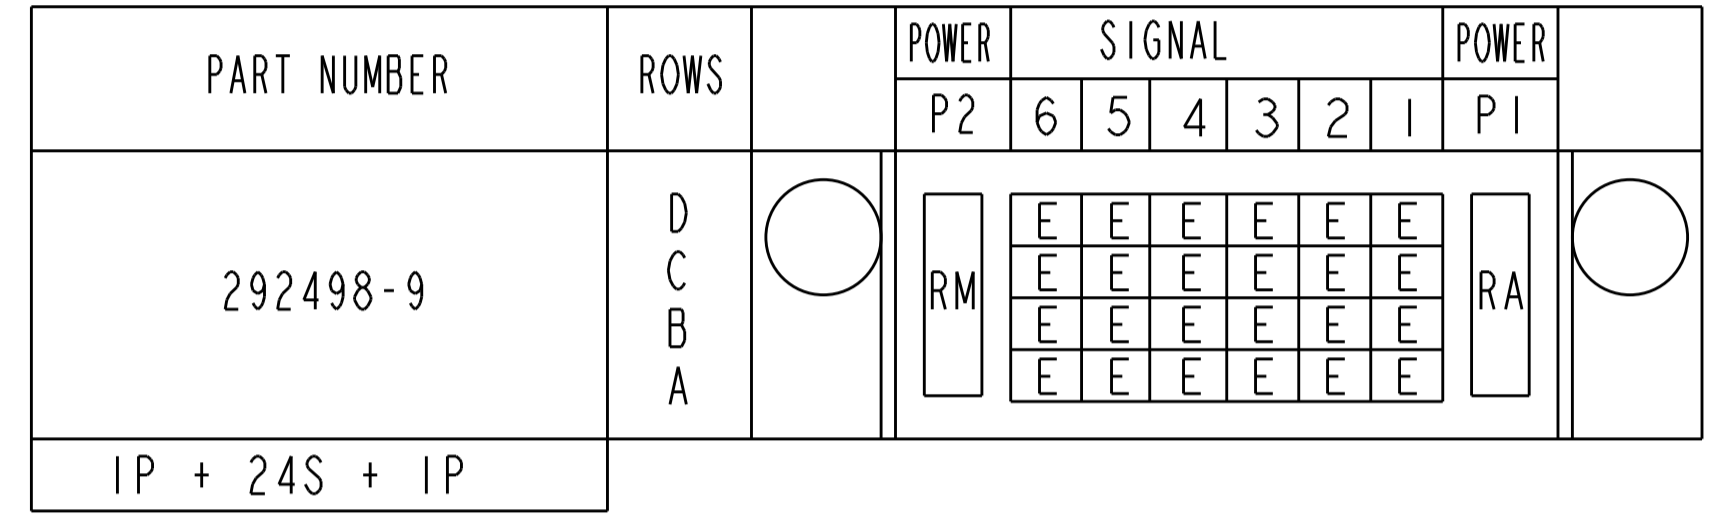 PART NUMBER ROWS POWER SIGNAL POWER
P2 6 5 4 3 2 1 P1
D E E E E E E
C E E E E E E
292498-9 RM RA
B E E E E E E
A E E E E E E
1P + 24S + 1P